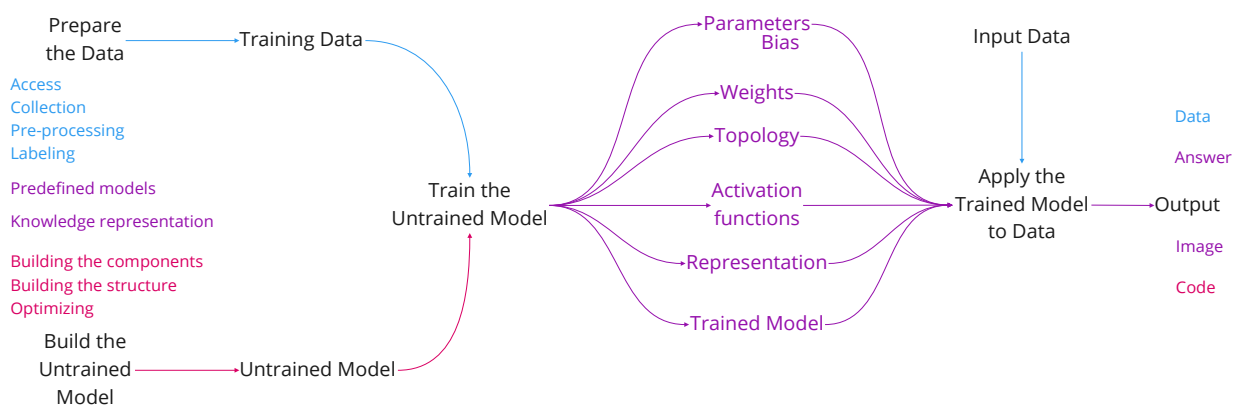 Prepare
the Data
Training Data
Access
Collection
Pre-processing
Labeling
Predefined models
Knowledge representation
Building the components
Building the structure
Optimizing
Build the
Untrained
Model
Untrained Model
Train the
Untrained Model
Parameters
Bias
Weights
Topology
Activation
functions
Representation
Trained Model
Input Data
Apply the
Trained Model
to Data
Output
Data
Answer
Image
Code